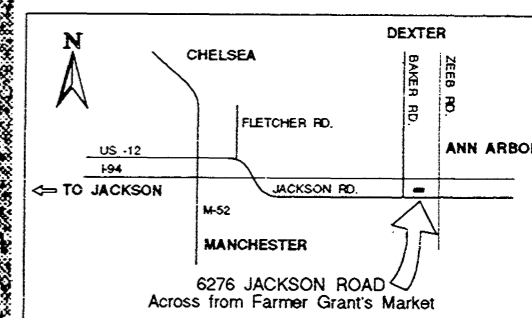 N
DEXTER
CHELSEA
BAKER RD.
ZEEB RD.
FLETCHER RD.
ANN ARBOR
US -12
I-94
TO JACKSON
JACKSON RD.
M-52
MANCHESTER
6276 JACKSON ROAD
Across from Farmer Grant's Market